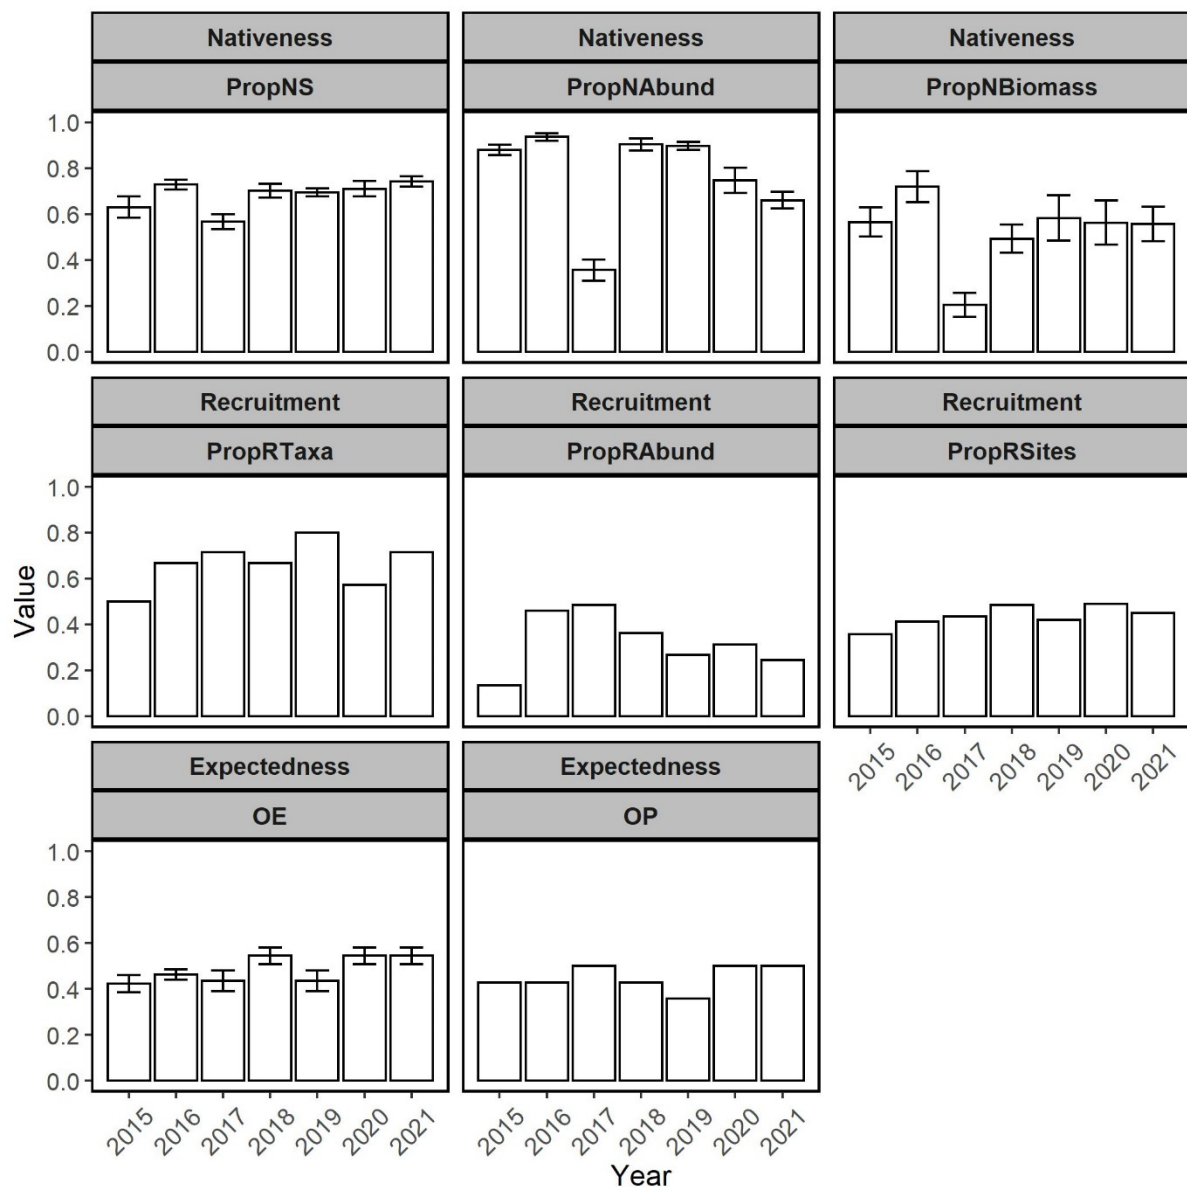 Nativeness Nativeness Nativeness
PropNS PropNAbund PropNBiomass
1.0
0.8
0.6
0.4
0.2
0.0
Recruitment Recruitment Recruitment
PropRTaxa PropRAbund PropRSites
1.0
0.8
0.6
0.4
0.2
0.0
Value
2015 2016 2017 2018 2019 2020 2021
Expectedness Expectedness
OE OP
1.0
0.8
0.6
0.4
0.2
0.0
2015 2016 2017 2018 2019 2020 2021 2015 2016 2017 2018 2019 2020 2021
Year